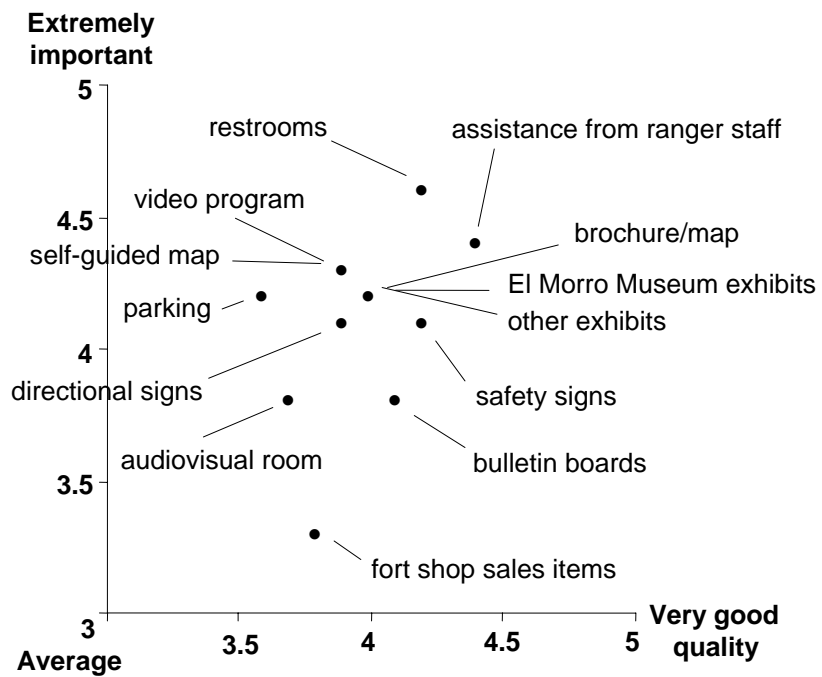 Extremely
important
5
restrooms
assistance from ranger staff
video program
4.5
brochure/map
self-guided map
El Morro Museum exhibits
parking
other exhibits
4
directional signs
safety signs
audiovisual room
bulletin boards
3.5
fort shop sales items
3
Average
3.5
4
4.5
5
Very good
quality